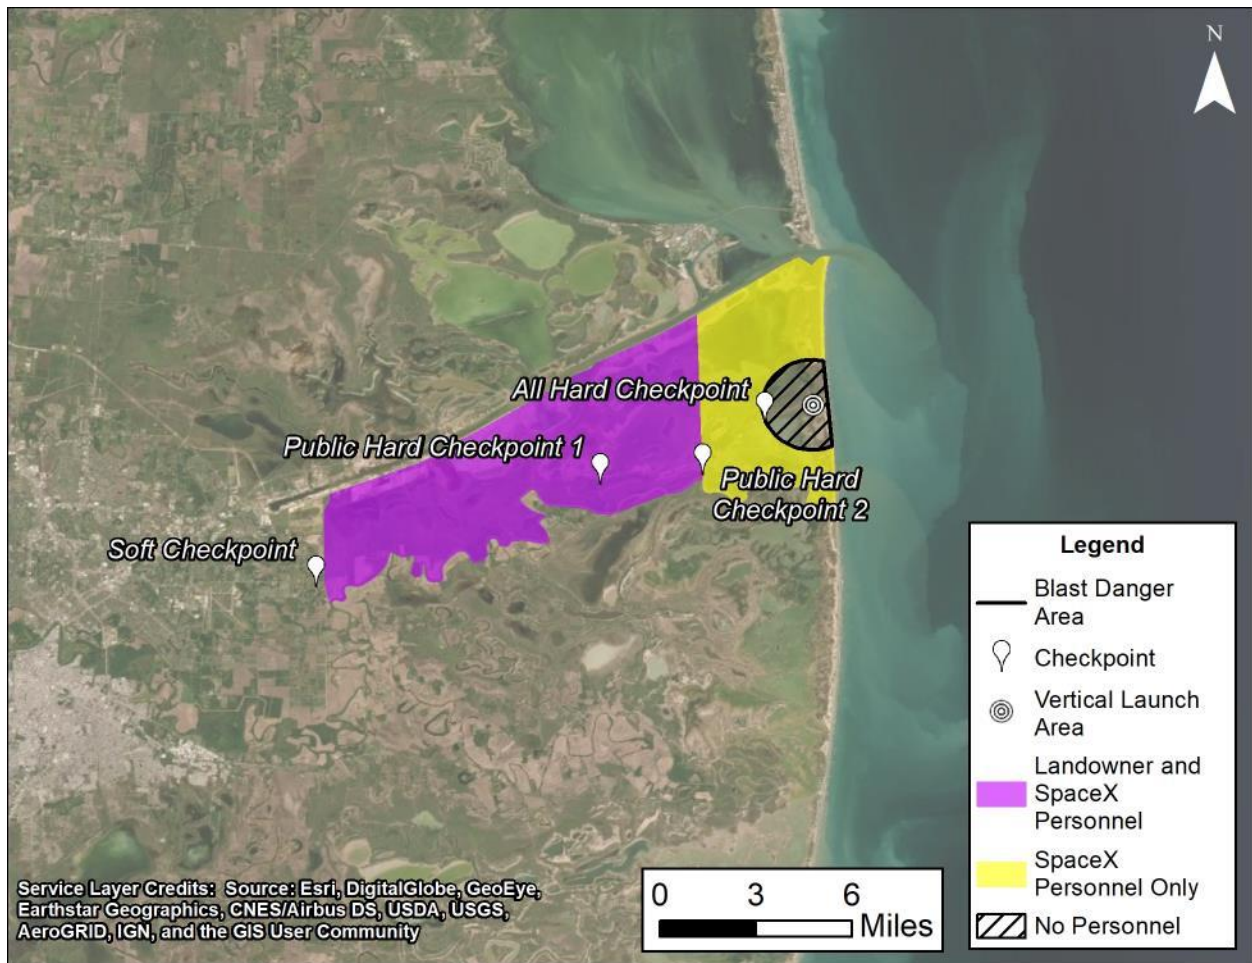 N
All Hard Checkpoint
Public Hard Checkpoint 1
Public Hard
Checkpoint 2
Soft Checkpoint
Legend
Blast Danger
Area
Checkpoint
Vertical Launch
Area
Landowner and
SpaceX
Personnel
SpaceX
Personnel Only
No Personnel
0 3 6
Miles
Service Layer Credits: Source: Esri, DigitalGlobe, GeoEye,
Earthstar Geographics, CNES/Airbus DS, USDA, USGS,
AeroGRID, IGN, and the GIS User Community